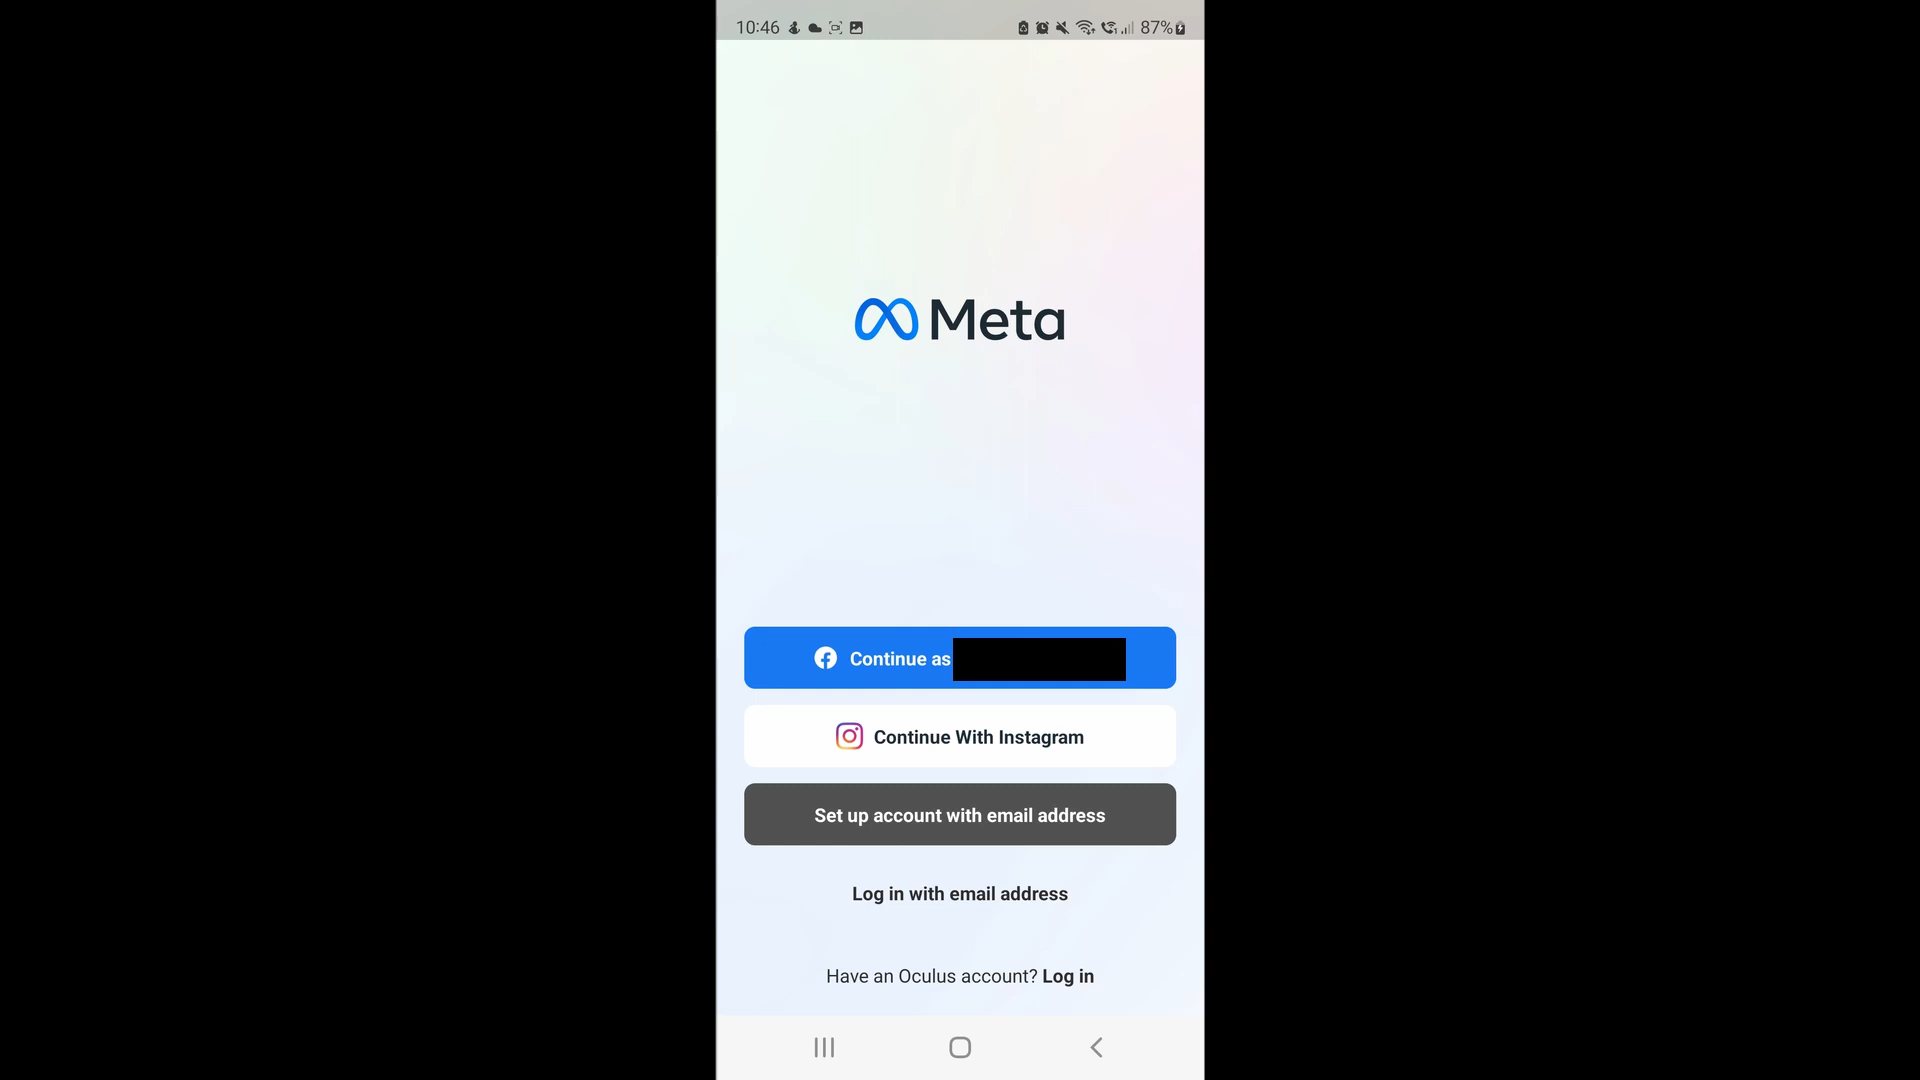 10:46 87%
Meta
Continue as
Continue With Instagram
Set up account with email address
Log in with email address
Have an Oculus account? Log in